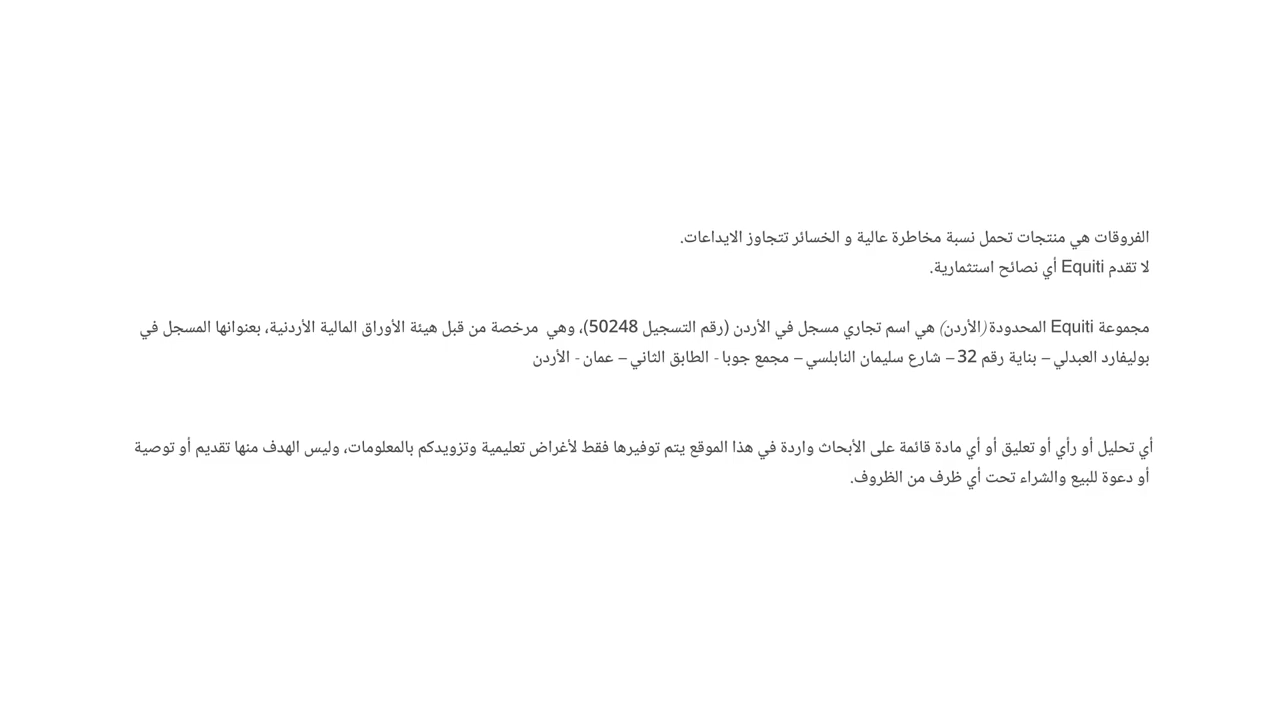 الفروقات هي منتجات تحمل نسبة مخاطرة عالية و الخسائر تتجاوز الايداعات.
لا تقدم Equiti أي نصائح استثمارية.
مجموعة Equiti المحدودة (الأردن) هي اسم تجاري مسجل في الأردن (رقم التسجيل 50248)، وهي مرخصة من قبل هيئة الأوراق المالية الأردنية، بعنوانها المسجل في
بوليفارد العبدلي – بناية رقم 32 – شارع سليمان النابلسي – مجمع جوبا - الطابق الثاني – عمان - الأردن
أي تحليل أو رأي أو تعليق أو أي مادة قائمة على الأبحاث واردة في هذا الموقع يتم توفيرها فقط لأغراض تعليمية وتزويدكم بالمعلومات، وليس الهدف منها تقديم أو توصية
أو دعوة للبيع والشراء تحت أي ظرف من الظروف.